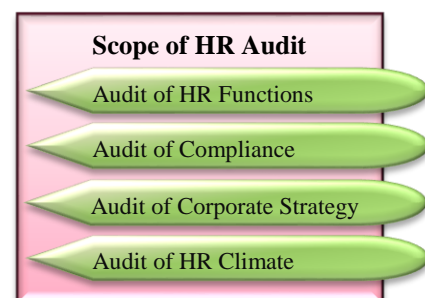 Scope of HR Audit
Audit of HR Functions
Audit of Compliance
Audit of Corporate Strategy
Audit of HR Climate